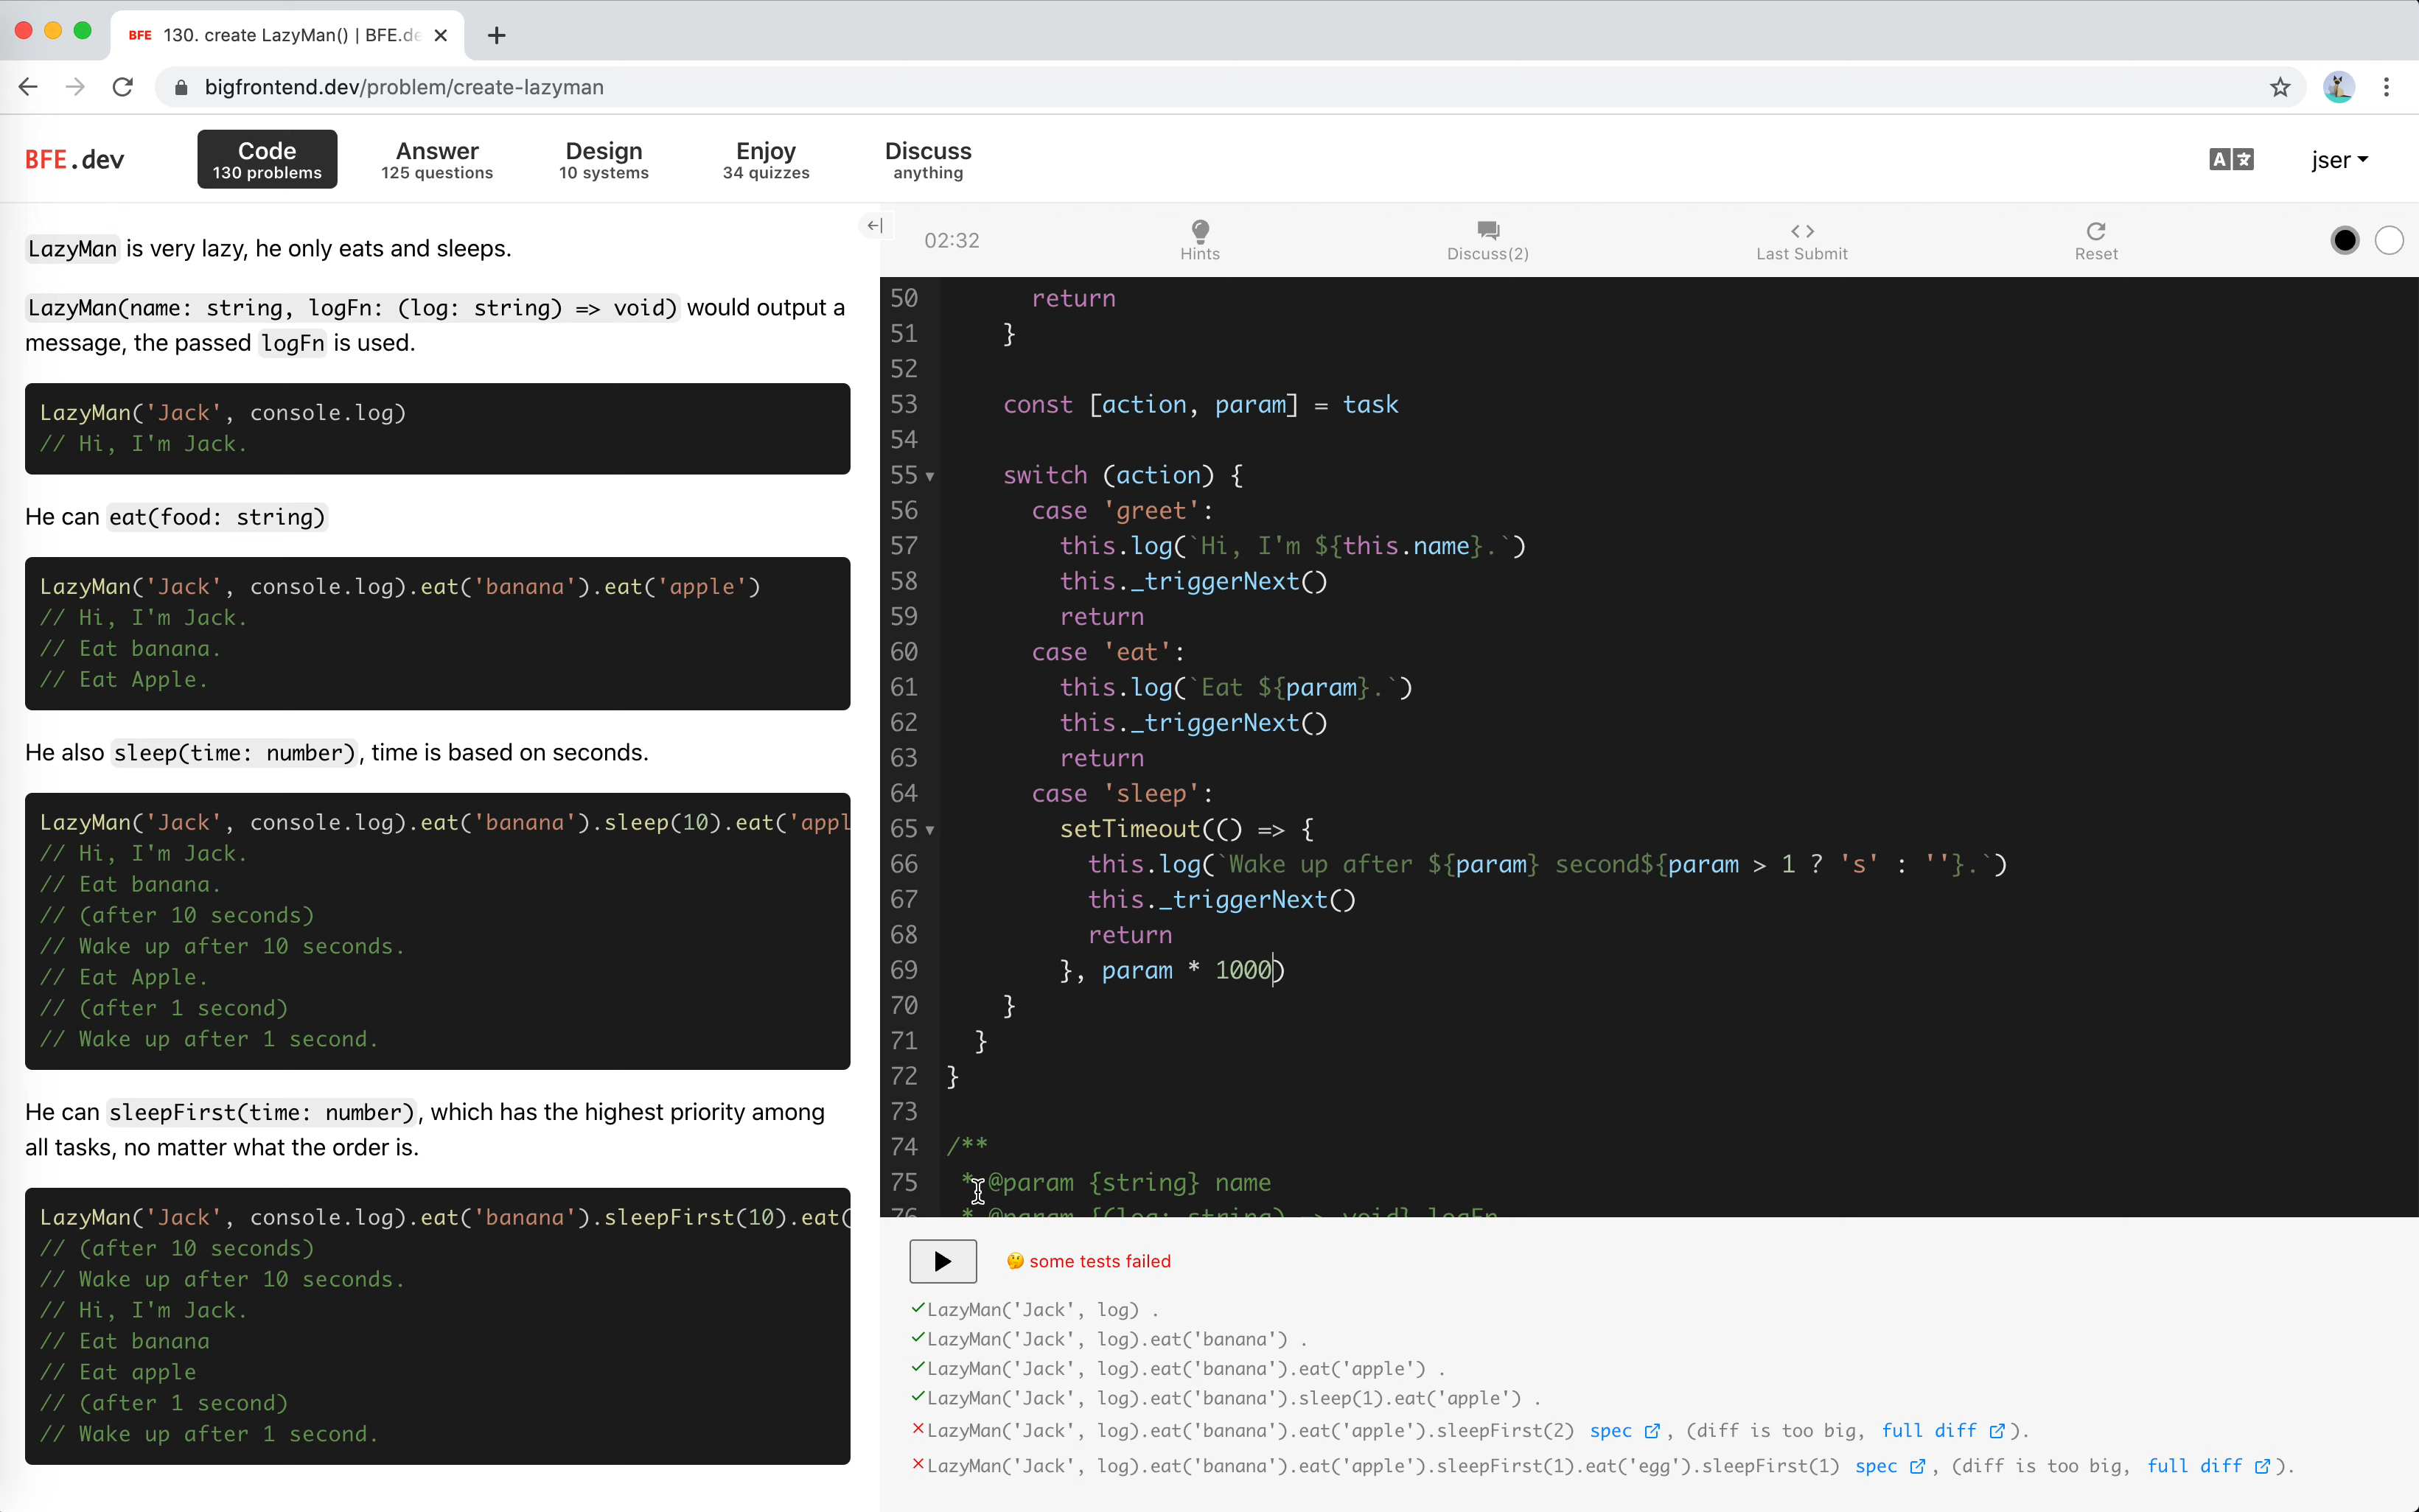 BFE 130. create LazyMan() | BFE.de
bigfrontend.dev/problem/create-lazyman
BFE.dev
Code
130 problems
Answer
125 questions
Design
10 systems
Enjoy
34 quizzes
Discuss
anything
jser
LazyMan is very lazy, he only eats and sleeps.
LazyMan(name: string, logFn: (log: string) => void) would output a
message, the passed logFn is used.
LazyMan('Jack', console.log)
// Hi, I'm Jack.
He can eat(food: string)
LazyMan('Jack', console.log).eat('banana').eat('apple')
// Hi, I'm Jack.
// Eat banana.
// Eat Apple.
He also sleep(time: number), time is based on seconds.
LazyMan('Jack', console.log).eat('banana').sleep(10).eat('appl
// Hi, I'm Jack.
// Eat banana.
// (after 10 seconds)
// Wake up after 10 seconds.
// Eat Apple.
// (after 1 second)
// Wake up after 1 second.
He can sleepFirst(time: number), which has the highest priority among
all tasks, no matter what the order is.
LazyMan('Jack', console.log).eat('banana').sleepFirst(10).eat(
// (after 10 seconds)
// Wake up after 10 seconds.
// Hi, I'm Jack.
// Eat banana
// Eat apple
// (after 1 second)
// Wake up after 1 second.
02:32
Hints
Discuss(2)
Last Submit
Reset
50 return
51 }
52
53 const [action, param] = task
54
55 switch (action) {
56 case 'greet':
57 this.log(`Hi, I'm ${this.name}.`)
58 this._triggerNext()
59 return
60 case 'eat':
61 this.log(`Eat ${param}.`)
62 this._triggerNext()
63 return
64 case 'sleep':
65 setTimeout(() => {
66 this.log(`Wake up after ${param} second${param > 1 ? 's' : ''}.`)
67 this._triggerNext()
68 return
69 }, param * 1000)
70 }
71 }
72 }
73
74 /**
75 * @param {string} name
76 * @param {(log: string) => void} logFn
🤔 some tests failed
✓LazyMan('Jack', log) .
✓LazyMan('Jack', log).eat('banana') .
✓LazyMan('Jack', log).eat('banana').eat('apple') .
✓LazyMan('Jack', log).eat('banana').sleep(1).eat('apple') .
×LazyMan('Jack', log).eat('banana').eat('apple').sleepFirst(2) spec , (diff is too big, full diff ).
×LazyMan('Jack', log).eat('banana').eat('apple').sleepFirst(1).eat('egg').sleepFirst(1) spec , (diff is too big, full diff ).